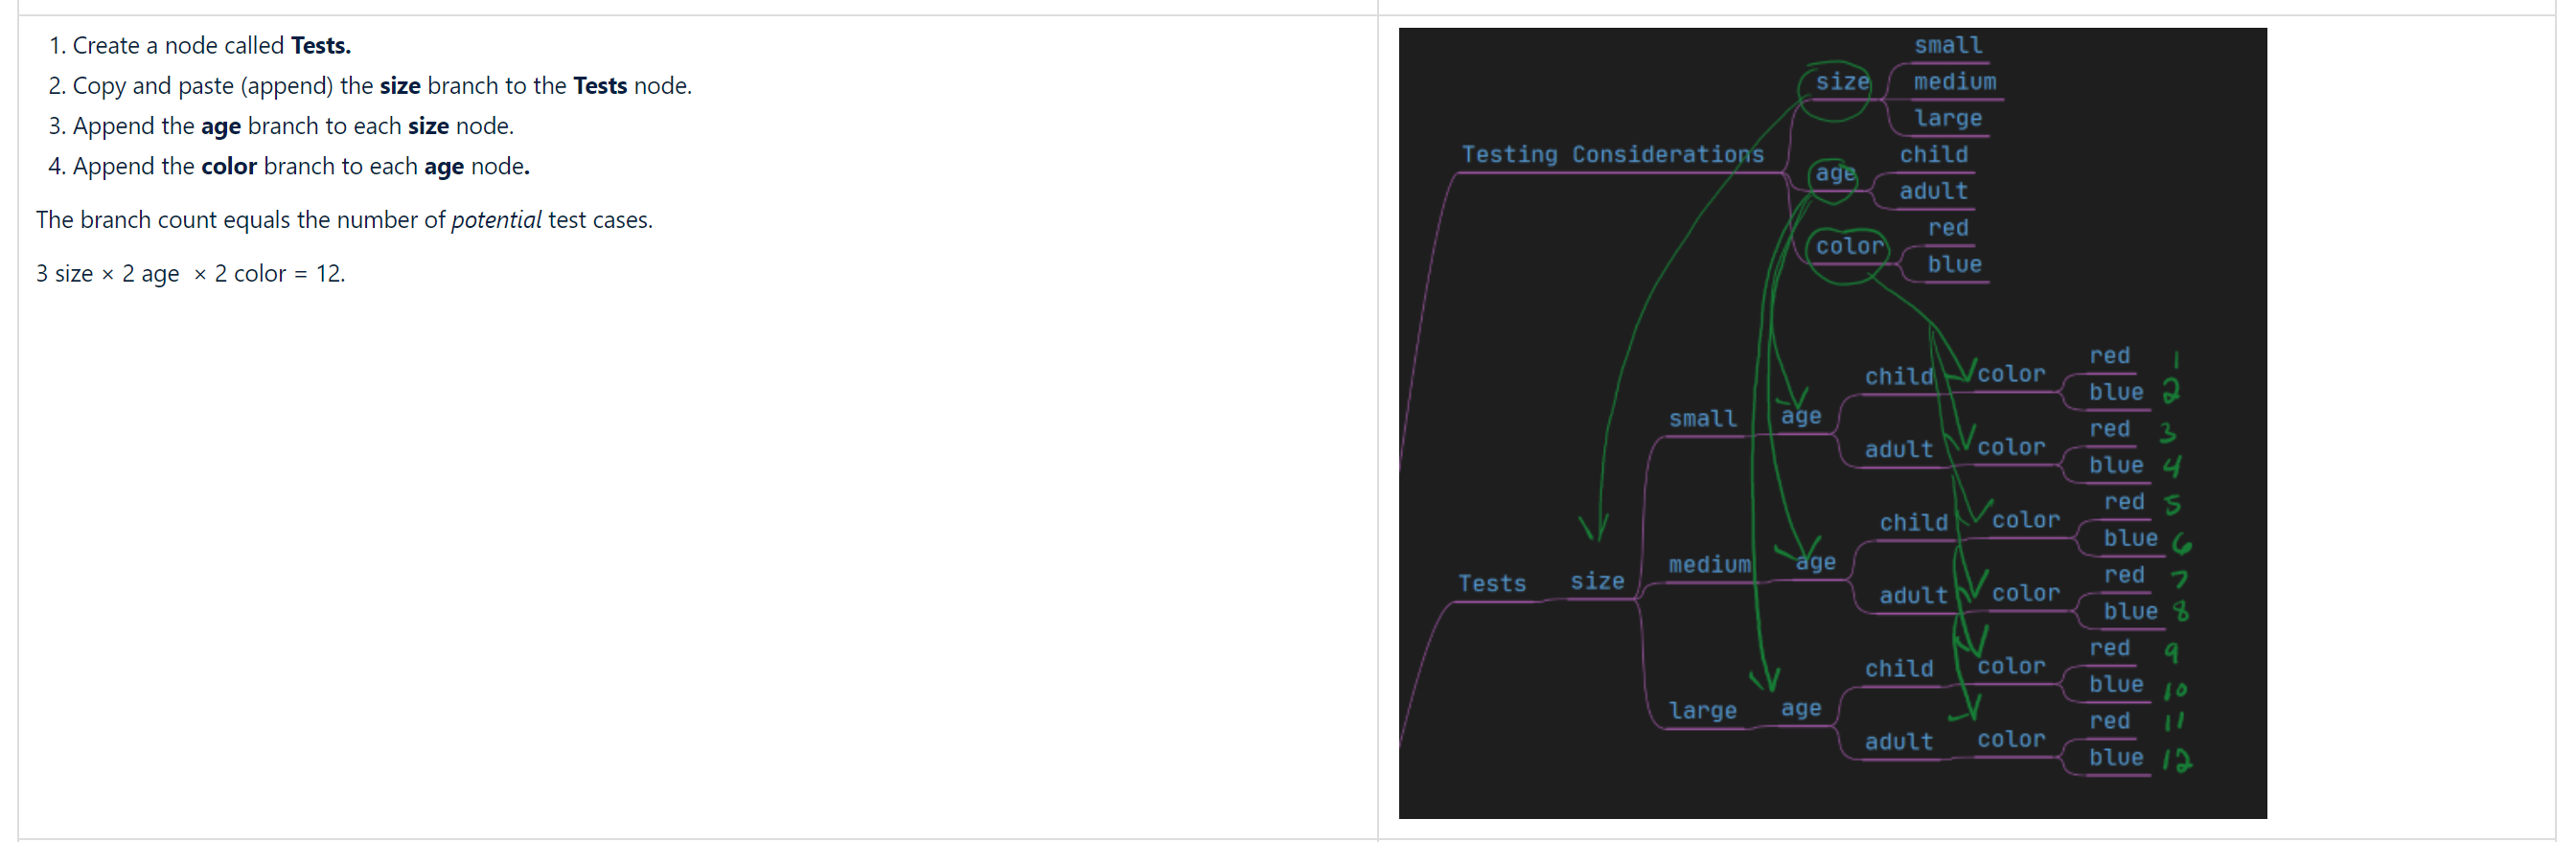 1. Create a node called Tests.
2. Copy and paste (append) the size branch to the Tests node.
3. Append the age branch to each size node.
4. Append the color branch to each age node.
The branch count equals the number of potential test cases.
3 size × 2 age × 2 color = 12.
Testing Considerations
size
small
medium
large
age
child
adult
color
red
blue
Tests
size
small
age
child
color
red 1
blue 2
adult
color
red 3
blue 4
medium
age
child
color
red 5
blue 6
adult
color
red 7
blue 8
large
age
child
color
red 9
blue 10
adult
color
red 11
blue 12